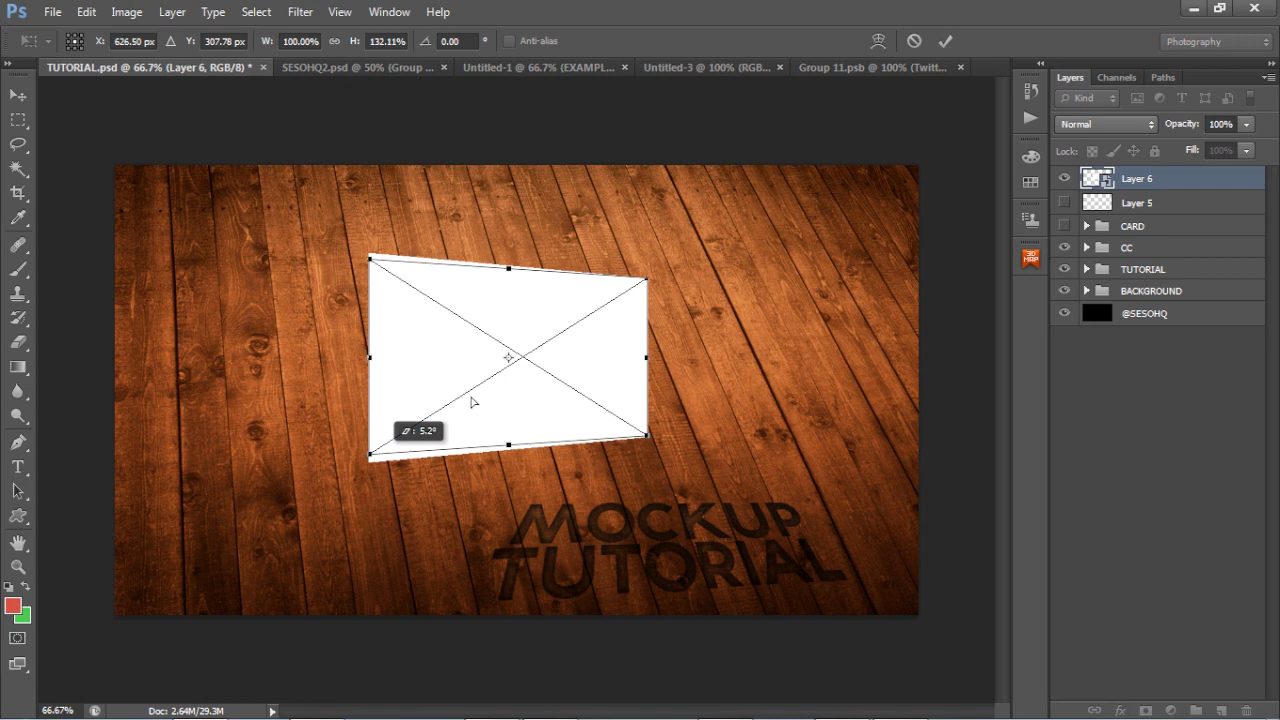 Ps File Edit Image Layer Type Select Filter View Window Help
X: 626.50 px Y: 307.78 px W: 100.00% H: 132.11% 0.00 ° Anti-alias Photography
TUTORIAL.psd @ 66.7% (Layer 6, RGB/8) * × SESOHQ2.psd @ 50% (Group ... × Untitled-1 @ 66.7% (EXAMPL... × Untitled-3 @ 100% (RGB... × Group 11.psb @ 100% (Twitt... ×
Layers Channels Paths
Kind
Normal Opacity: 100%
Lock: Fill: 100%
Layer 6
Layer 5
CARD
CC
3D MAP
TUTORIAL
BACKGROUND
@SESOHQ
5.2°
MOCKUP
TUTORIAL
66.67% Doc: 2.64M/29.3M